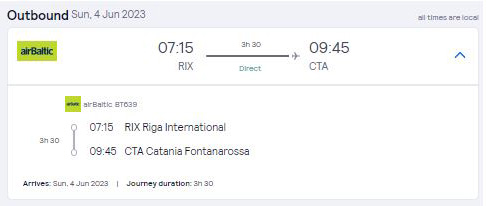 Outbound Sun, 4 Jun 2023
all times are local
airBaltic
07:15 3h 30 09:45
RIX Direct CTA
airBaltic airBaltic BT639
07:15 RIX Riga International
3h 30
09:45 CTA Catania Fontanarossa
Arrives: Sun, 4 Jun 2023 | Journey duration: 3h 30